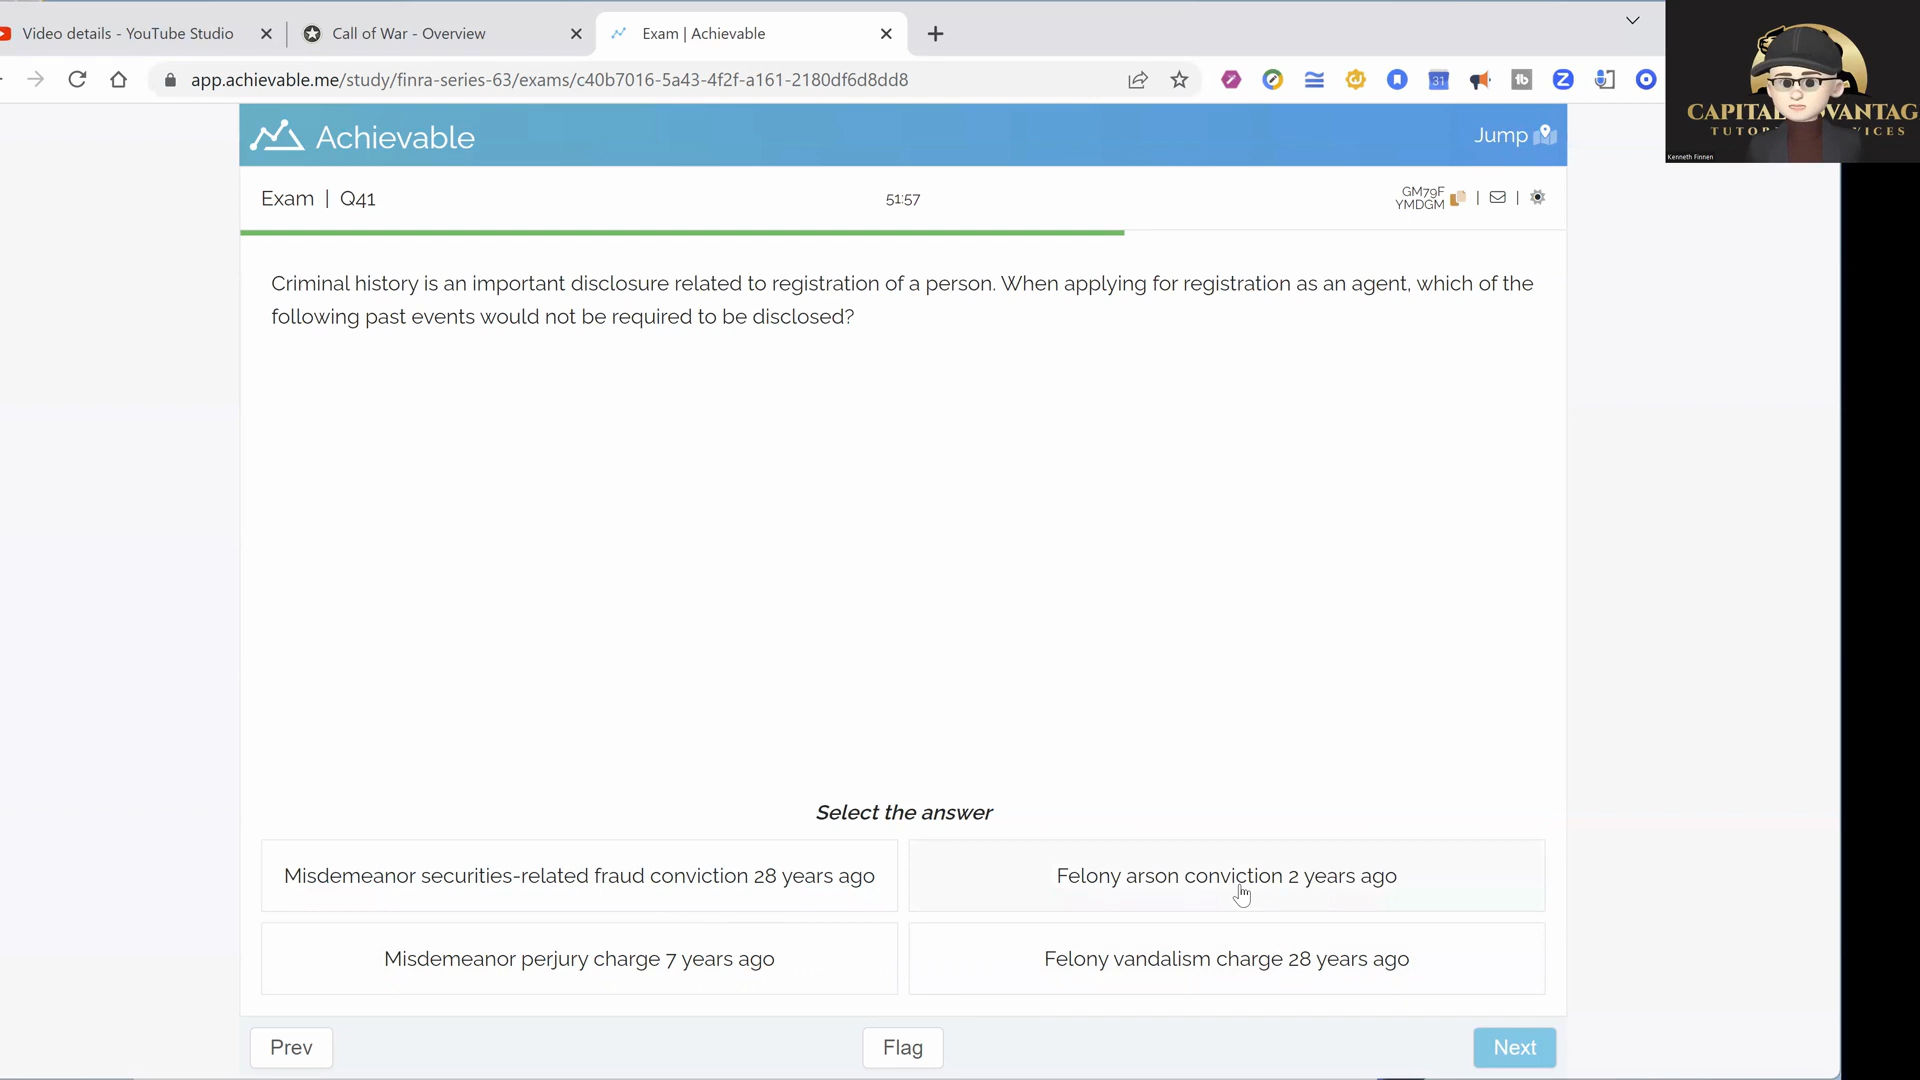 Video details - YouTube Studio
Call of War - Overview
Exam | Achievable
app.achievable.me/study/finra-series-63/exams/c40b7016-5a43-4f2f-a161-2180df6d8dd8
31
tb
Z
Kenneth Finnen
Achievable
Jump
Exam | Q41
51:57
GM79F
YMDGM
Criminal history is an important disclosure related to registration of a person. When applying for registration as an agent, which of the
following past events would not be required to be disclosed?
Select the answer
Misdemeanor securities-related fraud conviction 28 years ago
Felony arson conviction 2 years ago
Misdemeanor perjury charge 7 years ago
Felony vandalism charge 28 years ago
Prev
Flag
Next